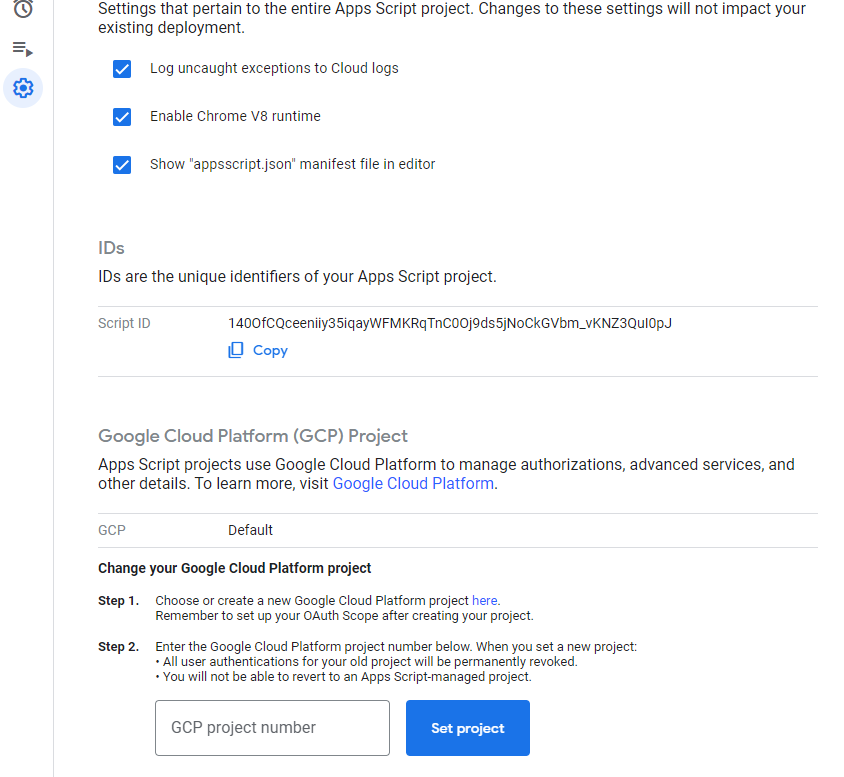 Settings that pertain to the entire Apps Script project. Changes to these settings will not impact your
existing deployment.
Log uncaught exceptions to Cloud logs
Enable Chrome V8 runtime
Show "appsscript.json" manifest file in editor
IDs
IDs are the unique identifiers of your Apps Script project.
Script ID 140OfCQceeniiy35iqayWFMKRqTnC0Oj9ds5jNoCkGVbm_vKNZ3QuI0pJ
Copy
Google Cloud Platform (GCP) Project
Apps Script projects use Google Cloud Platform to manage authorizations, advanced services, and
other details. To learn more, visit Google Cloud Platform.
GCP Default
Change your Google Cloud Platform project
Step 1. Choose or create a new Google Cloud Platform project here.
Remember to set up your OAuth Scope after creating your project.
Step 2. Enter the Google Cloud Platform project number below. When you set a new project:
• All user authentications for your old project will be permanently revoked.
• You will not be able to revert to an Apps Script-managed project.
GCP project number Set project